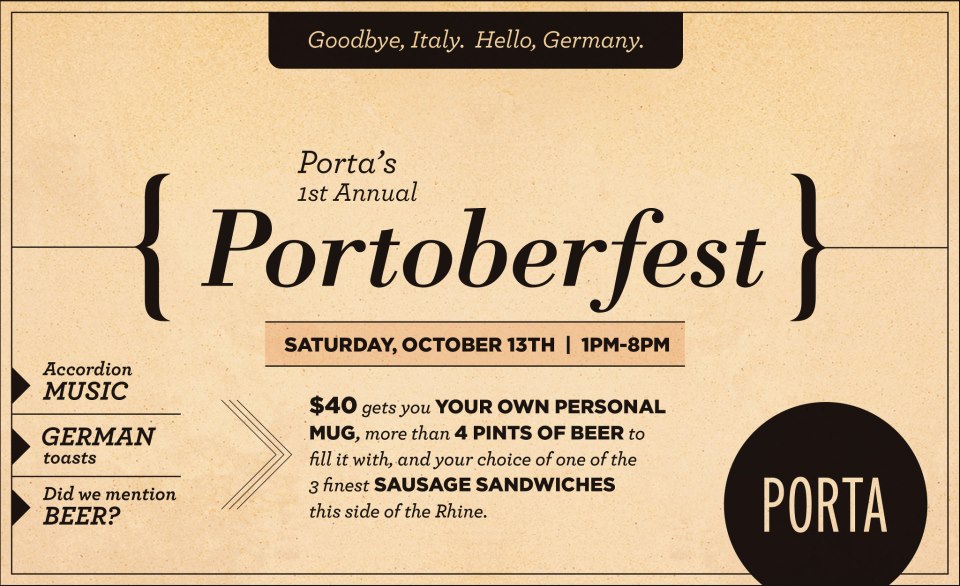 Goodbye, Italy. Hello, Germany.
Porta's
1st Annual
{ Portoberfest }
SATURDAY, OCTOBER 13TH | 1PM-8PM
Accordion
MUSIC
GERMAN
toasts
Did we mention
BEER?
$40 gets you YOUR OWN PERSONAL
MUG, more than 4 PINTS OF BEER to
fill it with, and your choice of one of the
3 finest SAUSAGE SANDWICHES
this side of the Rhine.
PORTA